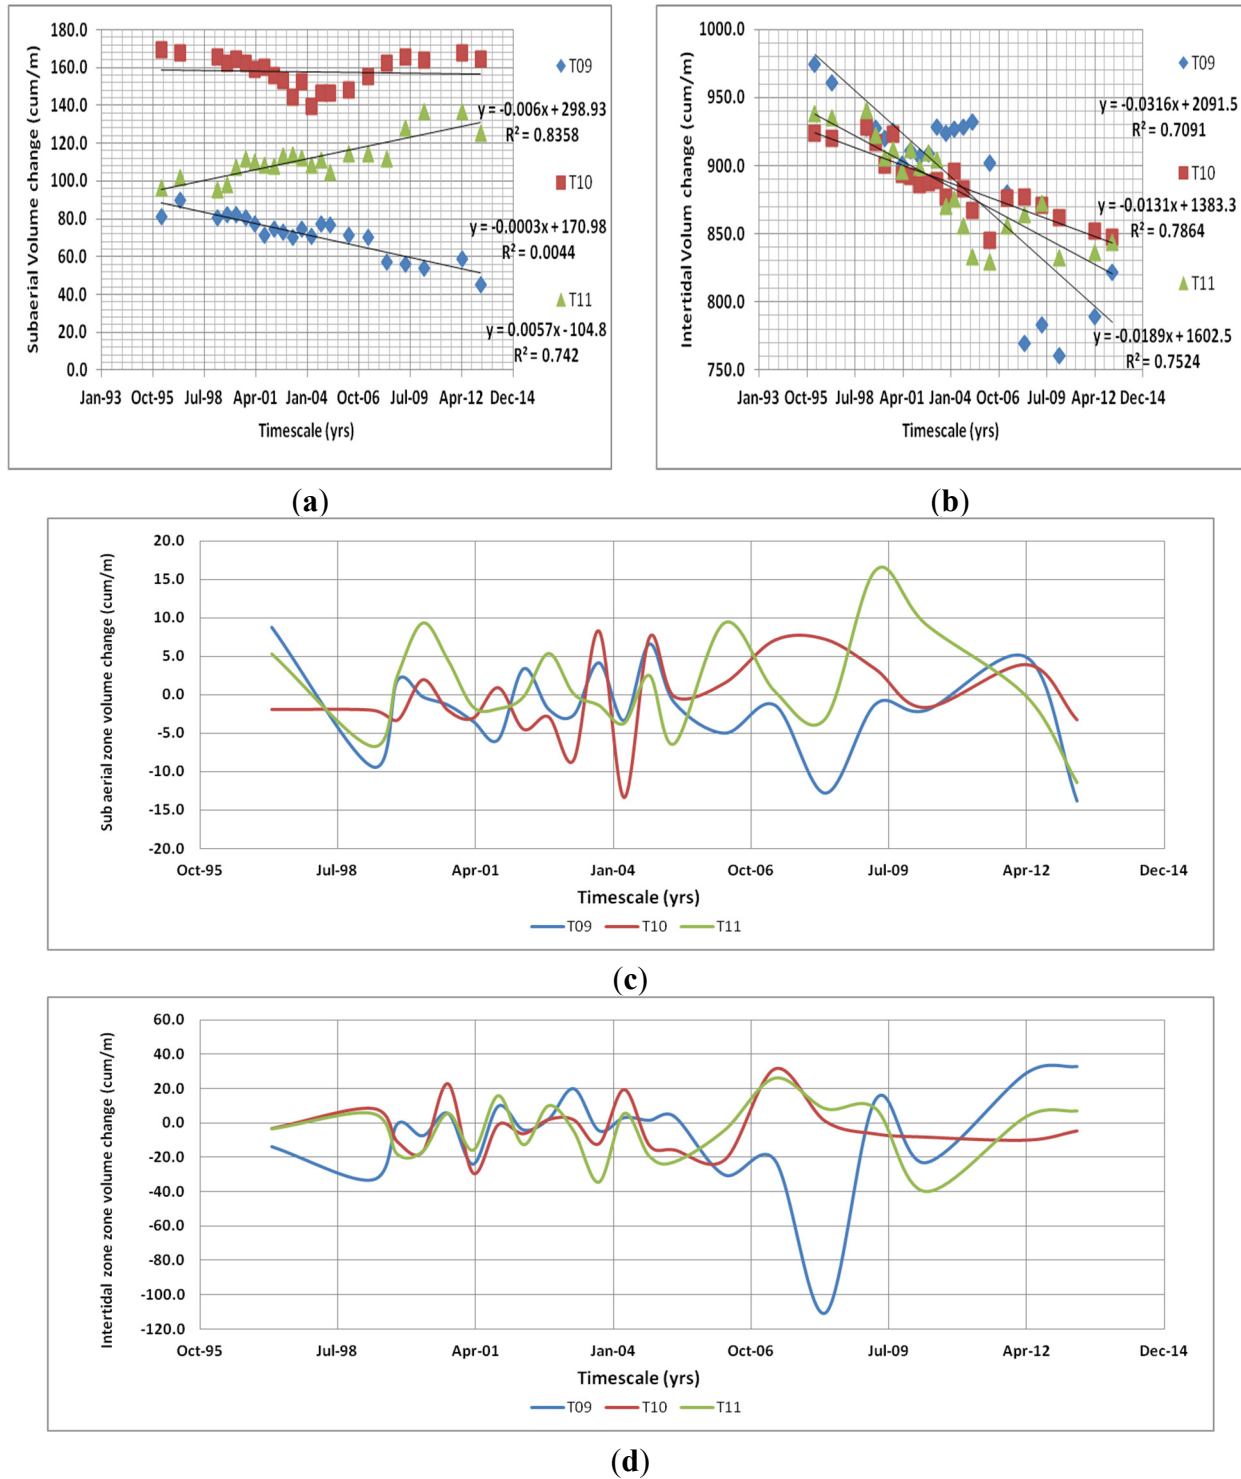 Subaerial Volume change (cum/m)
180.0
160.0
140.0
120.0
100.0
80.0
60.0
40.0
20.0
0.0
Jan-93 Oct-95 Jul-98 Apr-01 Jan-04 Oct-06 Jul-09 Apr-12 Dec-14
Timescale (yrs)
T09
y = -0.006x + 298.93
R² = 0.8358
T10
y = -0.0003x + 170.98
R² = 0.0044
T11
y = 0.0057x - 104.8
R² = 0.742
(a)
Intertidal Volum change (cum/m)
1000.0
950.0
900.0
850.0
800.0
750.0
Jan-93 Oct-95 Jul-98 Apr-01 Jan-04 Oct-06 Jul-09 Apr-12 Dec-14
Timescale (yrs)
T09
y = -0.0316x + 2091.5
R² = 0.7091
T10
y = -0.0131x + 1383.3
R² = 0.7864
T11
y = -0.0189x + 1602.5
R² = 0.7524
(b)
Sub aerial zone volume change (cum/m)
20.0
15.0
10.0
5.0
0.0
-5.0
-10.0
-15.0
-20.0
Oct-95 Jul-98 Apr-01 Jan-04 Oct-06 Jul-09 Apr-12 Dec-14
Timescale (yrs)
T09 T10 T11
(c)
Intertidal zone zone volume change (cum/m)
60.0
40.0
20.0
0.0
-20.0
-40.0
-60.0
-80.0
-100.0
-120.0
Oct-95 Jul-98 Apr-01 Jan-04 Oct-06 Jul-09 Apr-12 Dec-14
Timescale (yrs)
T09 T10 T11
(d)